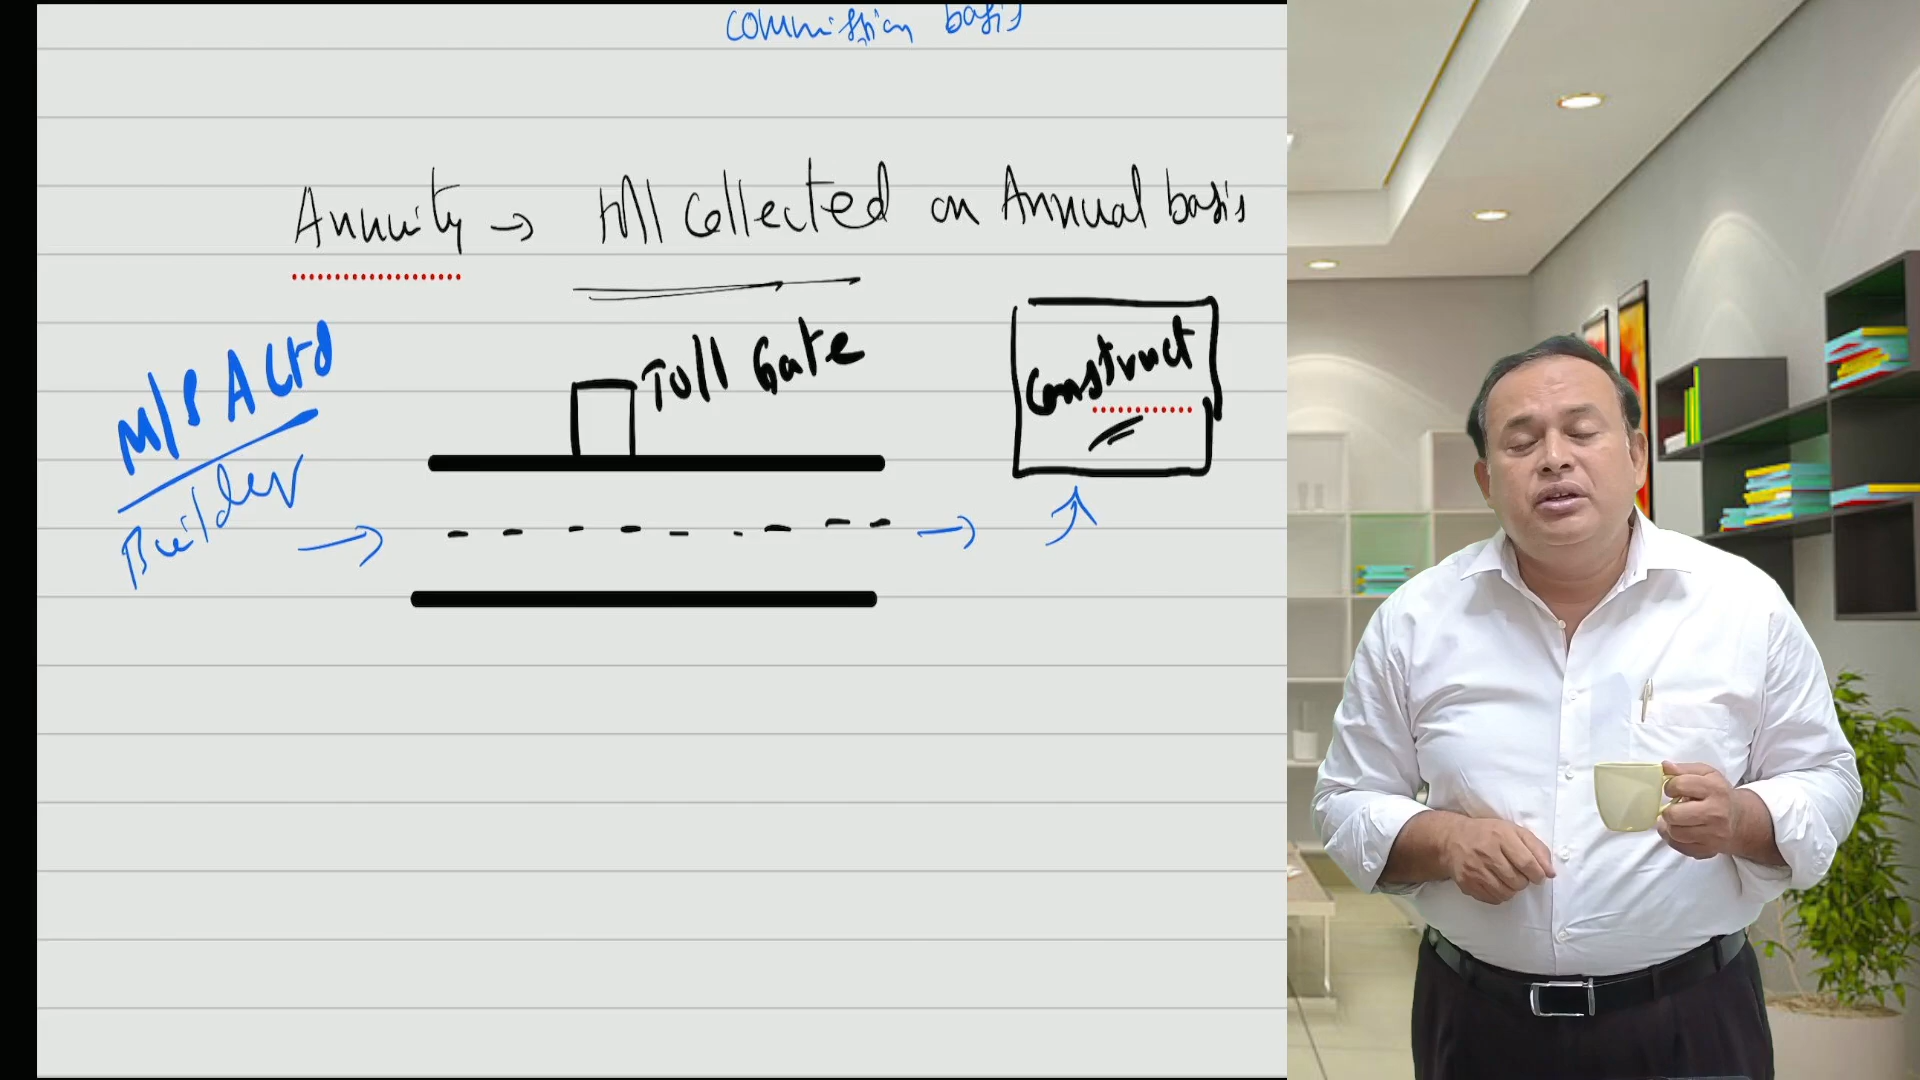 commission basis
Annuity → toll collected on Annual basis
M/s A Ltd
Builder
Toll Gate
Construct